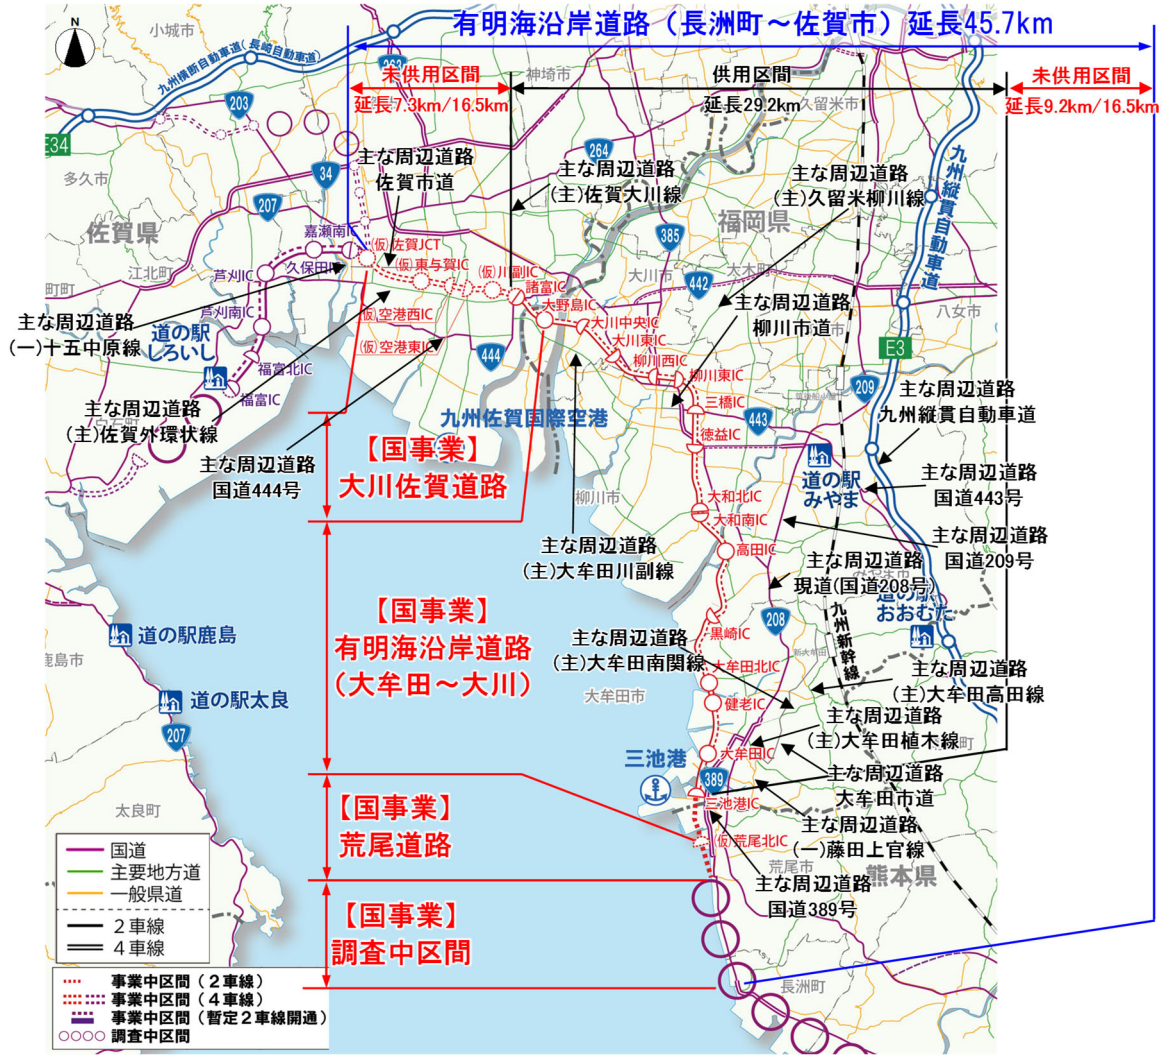 有明海沿岸道路（長洲町～佐賀市）延長45.7km
N
小城市
九州横断自動車道（長崎自動車道）
未供用区間
延長7.3km/16.5km
神埼市
供用区間
延長29.2km
久留米市
未供用区間
延長9.2km/16.5km
203
263
E34
多久市
34
207
264
385
主な周辺道路
佐賀市道
主な周辺道路
(主)佐賀大川線
主な周辺道路
(主)久留米柳川線
九州縦貫自動車道
佐賀県
福岡県
嘉瀬南IC
(仮)佐賀JCT
江北町
芦刈IC
久保田IC
(仮)東与賀IC
(仮)川副IC
諸富IC
大川市
大木町
442
町町
芦刈南IC
(仮)空港西IC
大野島IC
大川中央IC
主な周辺道路
柳川市道
八女市
主な周辺道路
(一)十五中原線
道の駅
しろいし
(仮)空港東IC
444
大川東IC
柳川西IC
柳川東IC
E3
福富北IC
福富IC
三橋IC
209
主な周辺道路
九州縦貫自動車道
主な周辺道路
(主)佐賀外環状線
白石町
九州佐賀国際空港
443
徳益IC
主な周辺道路
国道444号
【国事業】
大川佐賀道路
柳川市
道の駅
みやま
主な周辺道路
国道443号
大和北IC
大和南IC
主な周辺道路
(主)大牟田川副線
高田IC
主な周辺道路
国道209号
主な周辺道路
現道(国道208号)
みやま市
道の駅
おおむた
【国事業】
有明海沿岸道路
（大牟田～大川）
道の駅鹿島
鹿島市
黒崎IC
208
九州新幹線
新大牟田
主な周辺道路
(主)大牟田南関線
大牟田北IC
主な周辺道路
(主)大牟田高田線
道の駅太良
207
大牟田市
健老IC
主な周辺道路
(主)大牟田植木線
三池港
大牟田IC
389
主な周辺道路
大牟田市道
太良町
【国事業】
荒尾道路
三池港IC
(仮)荒尾北IC
主な周辺道路
(一)藤田上官線
荒尾市
熊本県
主な周辺道路
国道389号
国道
主要地方道
一般県道
２車線
４車線
【国事業】
調査中区間
事業中区間（２車線）
事業中区間（４車線）
事業中区間（暫定２車線開通）
調査中区間
長洲町